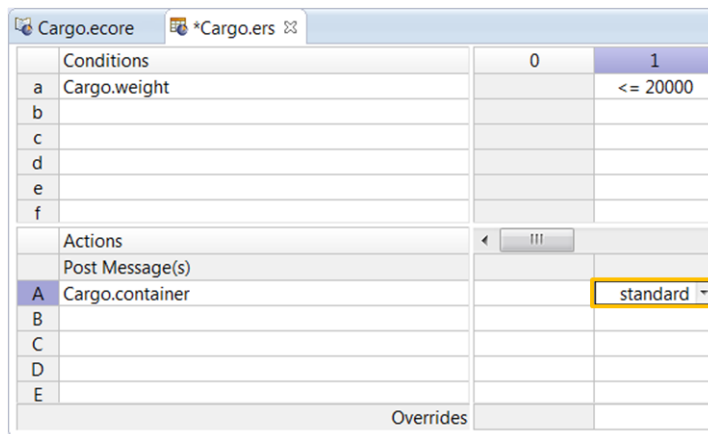 Cargo.ecore *Cargo.ers
Conditions 0 1
a Cargo.weight <= 20000
b
c
d
e
f
Actions
Post Message(s)
A Cargo.container standard
B
C
D
E
Overrides